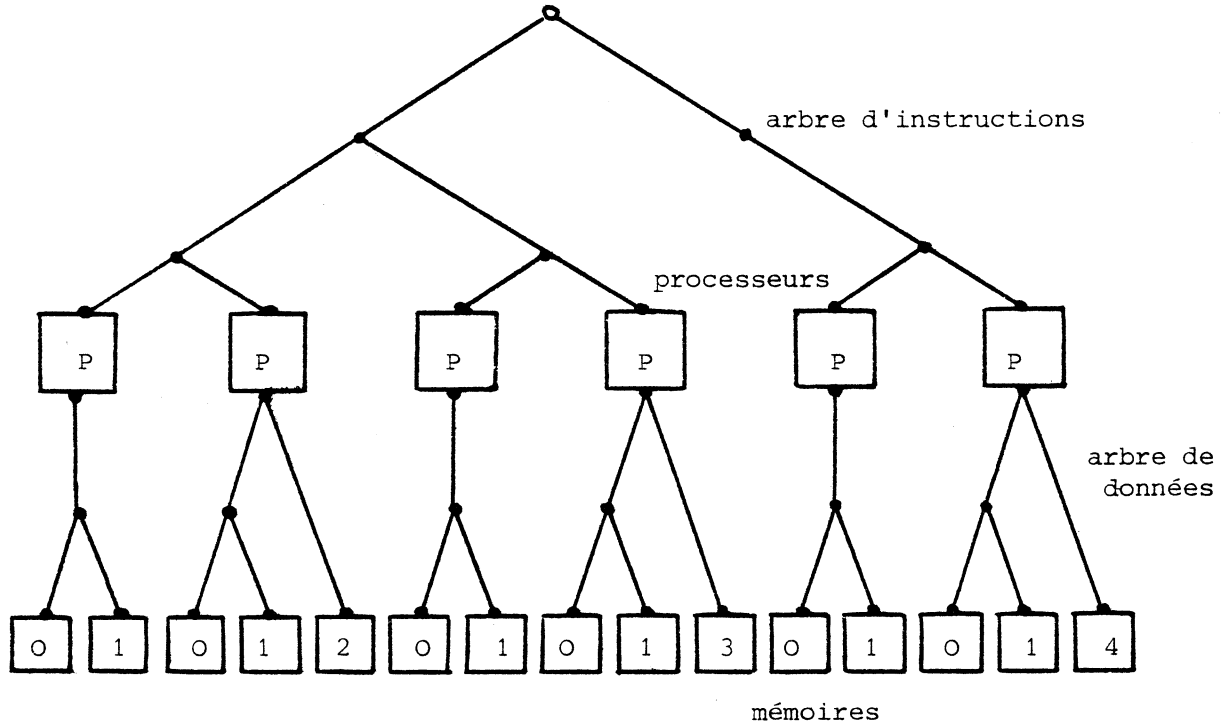 arbre d'instructions
processeurs
P P P P P P
arbre de
données
0 1 0 1 2 0 1 0 1 3 0 1 0 1 4
mémoires